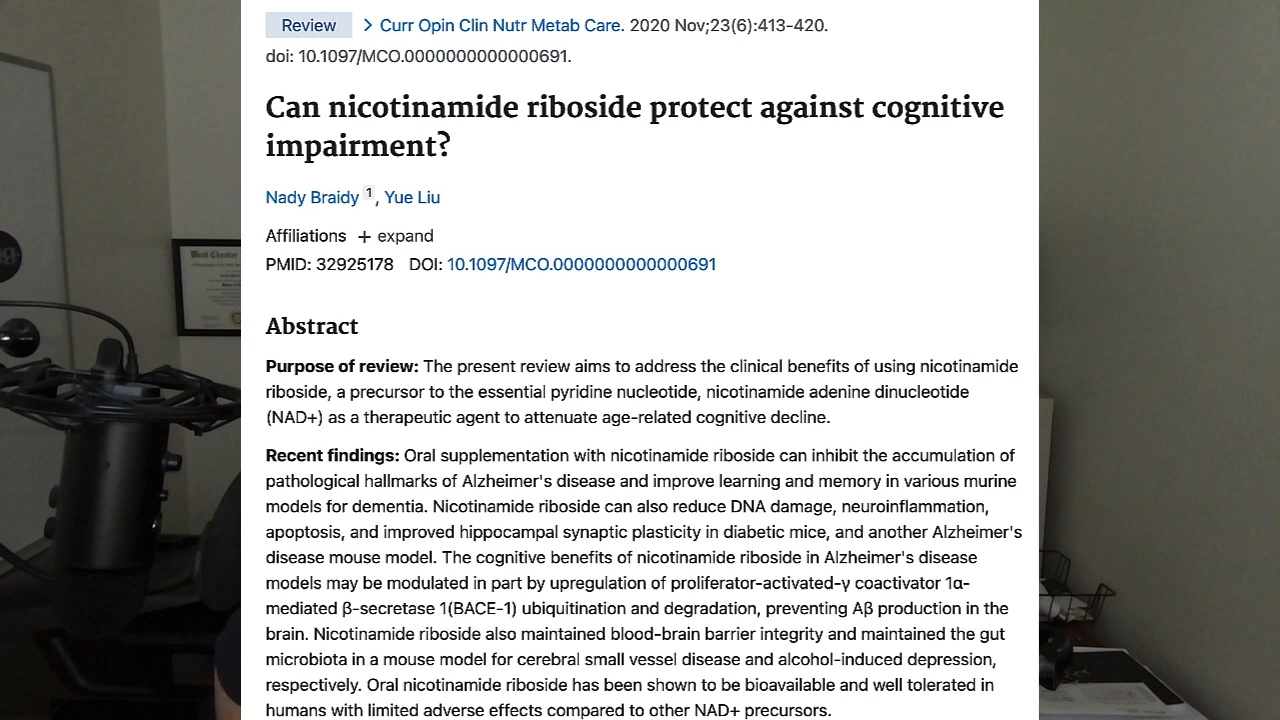 Review > Curr Opin Clin Nutr Metab Care. 2020 Nov;23(6):413-420.
doi: 10.1097/MCO.0000000000000691.
Can nicotinamide riboside protect against cognitive
impairment?
Nady Braidy 1, Yue Liu
Affiliations + expand
PMID: 32925178 DOI: 10.1097/MCO.0000000000000691
Abstract
Purpose of review: The present review aims to address the clinical benefits of using nicotinamide
riboside, a precursor to the essential pyridine nucleotide, nicotinamide adenine dinucleotide
(NAD+) as a therapeutic agent to attenuate age-related cognitive decline.
Recent findings: Oral supplementation with nicotinamide riboside can inhibit the accumulation of
pathological hallmarks of Alzheimer's disease and improve learning and memory in various murine
models for dementia. Nicotinamide riboside can also reduce DNA damage, neuroinflammation,
apoptosis, and improved hippocampal synaptic plasticity in diabetic mice, and another Alzheimer's
disease mouse model. The cognitive benefits of nicotinamide riboside in Alzheimer's disease
models may be modulated in part by upregulation of proliferator-activated-γ coactivator 1α-
mediated β-secretase 1(BACE-1) ubiquitination and degradation, preventing Aβ production in the
brain. Nicotinamide riboside also maintained blood-brain barrier integrity and maintained the gut
microbiota in a mouse model for cerebral small vessel disease and alcohol-induced depression,
respectively. Oral nicotinamide riboside has been shown to be bioavailable and well tolerated in
humans with limited adverse effects compared to other NAD+ precursors.
West Chester